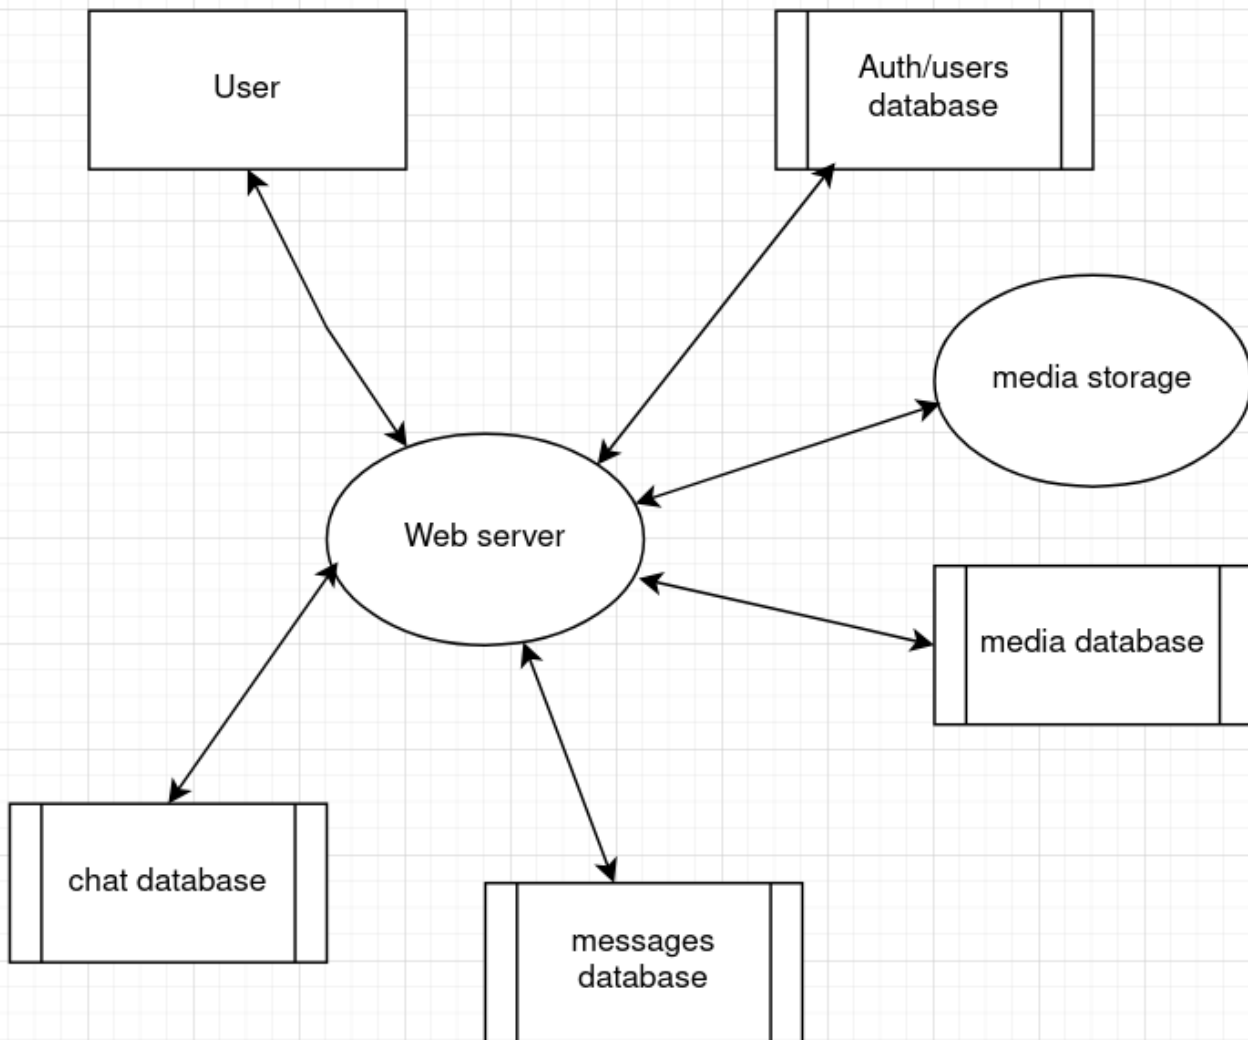 User
Auth/users
database
media storage
Web server
media database
chat database
messages
database